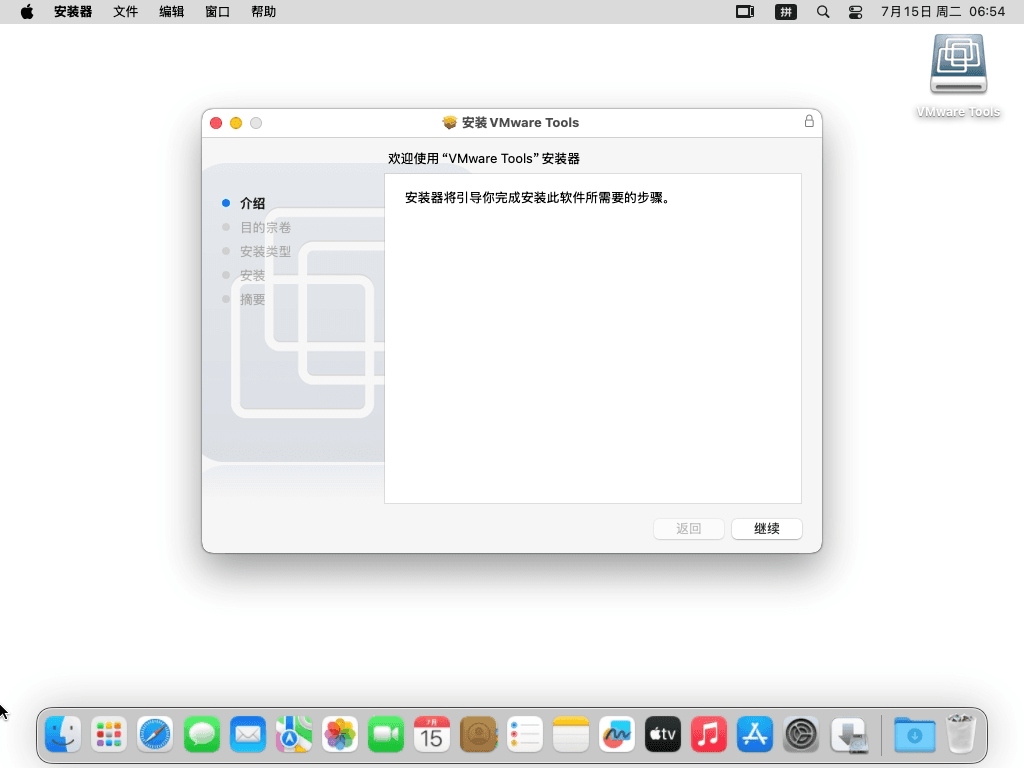 安装器 文件 编辑 窗口 帮助 拼 7月15日 周二 06:54
VMware Tools
安装 VMware Tools
欢迎使用“VMware Tools”安装器
安装器将引导你完成安装此软件所需要的步骤。
介绍
目的宗卷
安装类型
安装
摘要
返回 继续
7月
15
tv